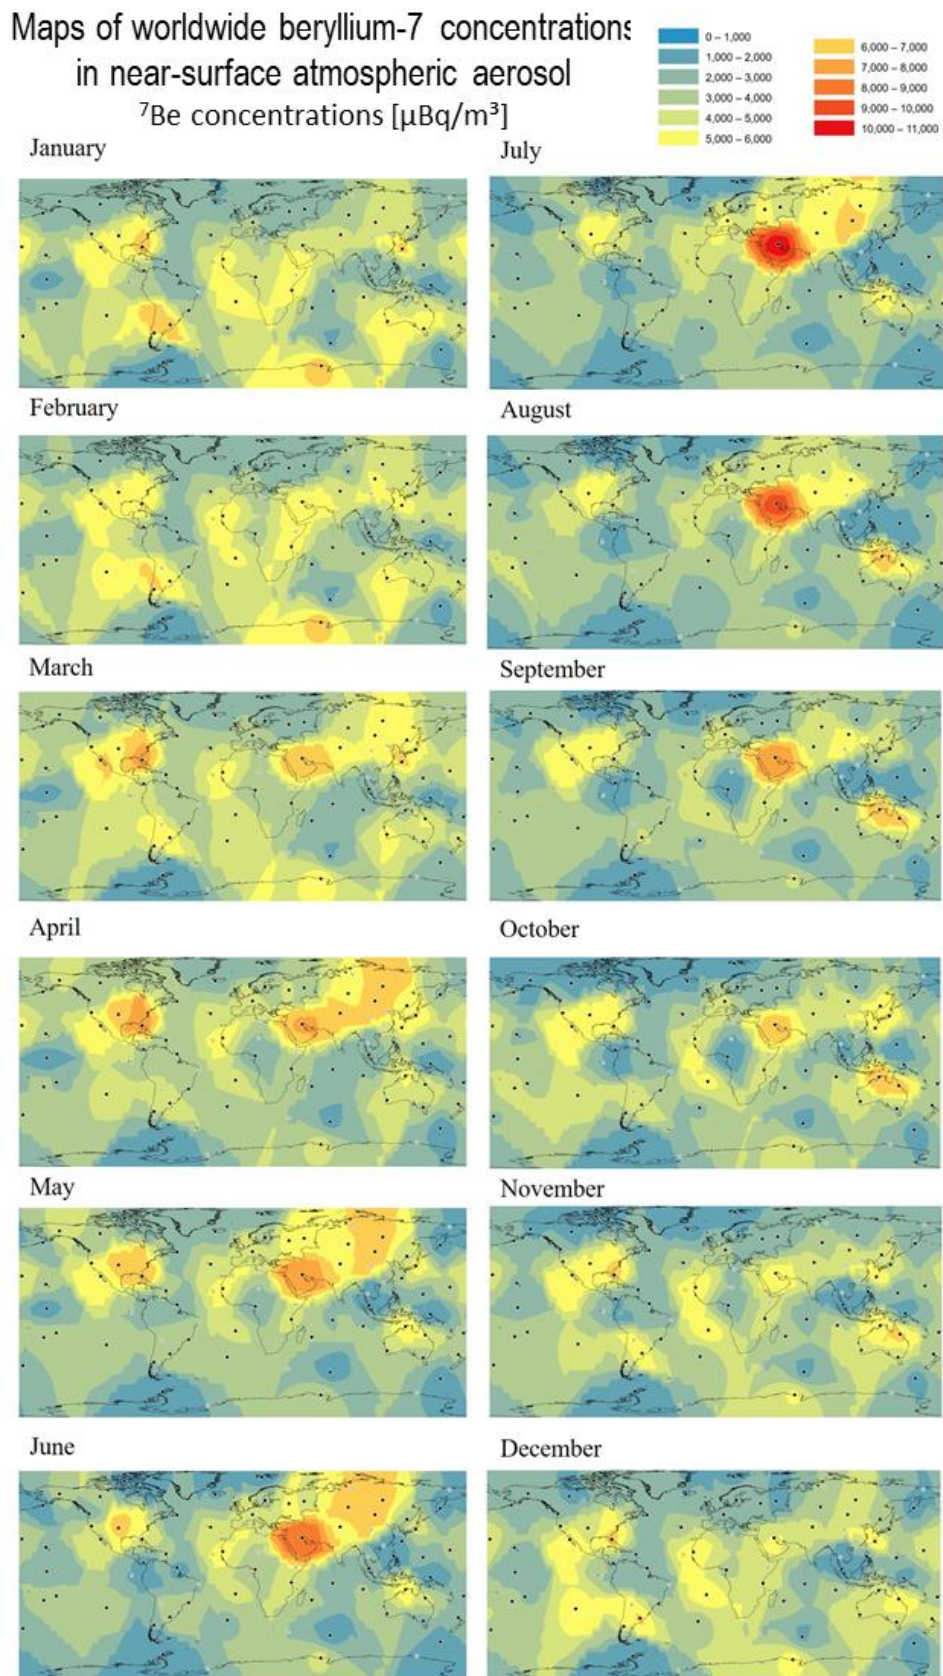 Maps of worldwide beryllium-7 concentrations
in near-surface atmospheric aerosol
⁷Be concentrations [µBq/m³]
0 – 1,000
1,000 – 2,000
2,000 – 3,000
3,000 – 4,000
4,000 – 5,000
5,000 – 6,000
6,000 – 7,000
7,000 – 8,000
8,000 – 9,000
9,000 – 10,000
10,000 – 11,000
January
July
February
August
March
September
April
October
May
November
June
December